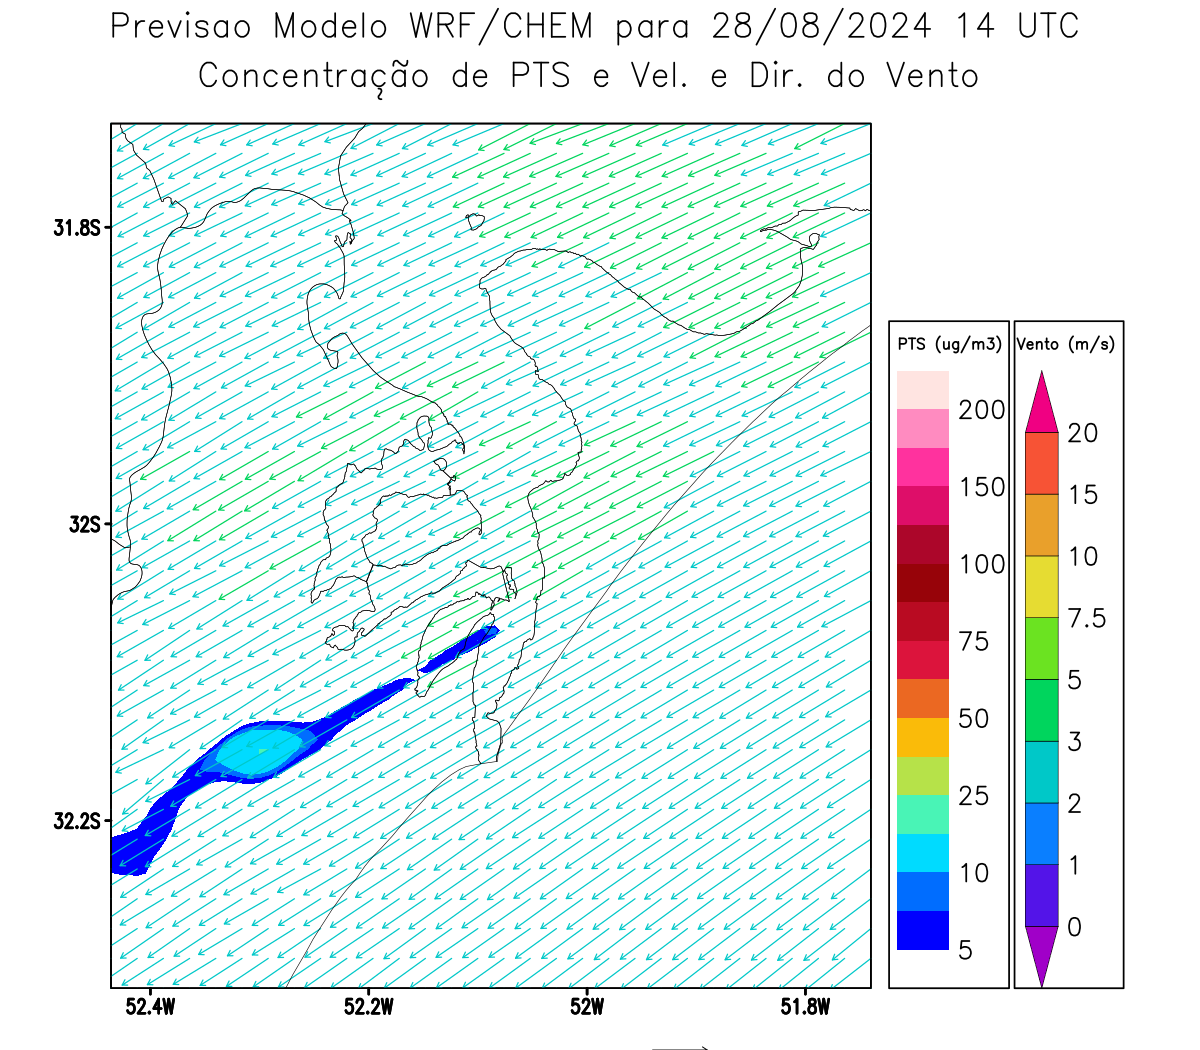 Previsao Modelo WRF/CHEM para 28/08/2024 14 UTC
Concentração de PTS e Vel. e Dir. do Vento
31.8S
32S
32.2S
52.4W 52.2W 52W 51.8W
PTS (ug/m3)
200
150
100
75
50
25
10
5
Vento (m/s)
20
15
10
7.5
5
3
2
1
0